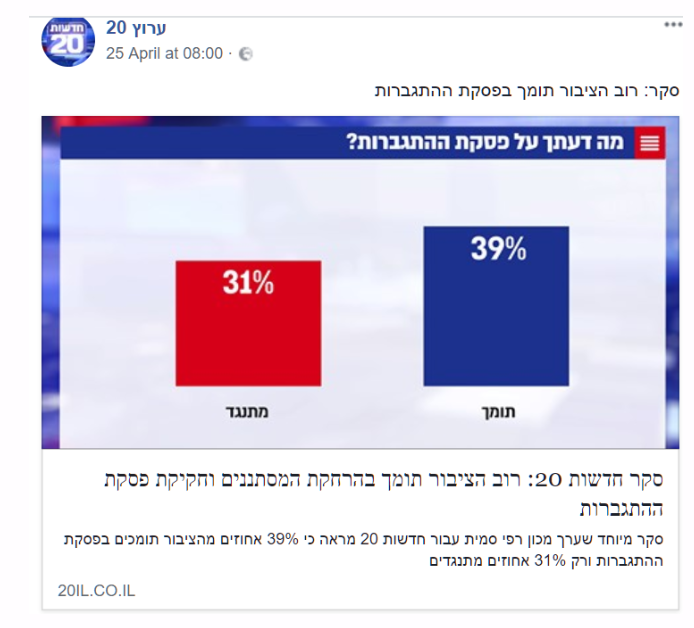 ערוץ 20
25 April at 08:00 ·
סקר: רוב הציבור תומך בפסקת ההתגברות
חדשות
20
מה דעתך על פסקת ההתגברות?
39%
31%
תומך
מתנגד
סקר חדשות 20: רוב הציבור תומך בהרחקת המסתננים וחקיקת פסקת
ההתגברות
סקר מיוחד שערך מכון רפי סמית עבור חדשות 20 מראה כי 39% אחוזים מהציבור תומכים בפסקת
ההתגברות ורק 31% אחוזים מתנגדים
20IL.CO.IL